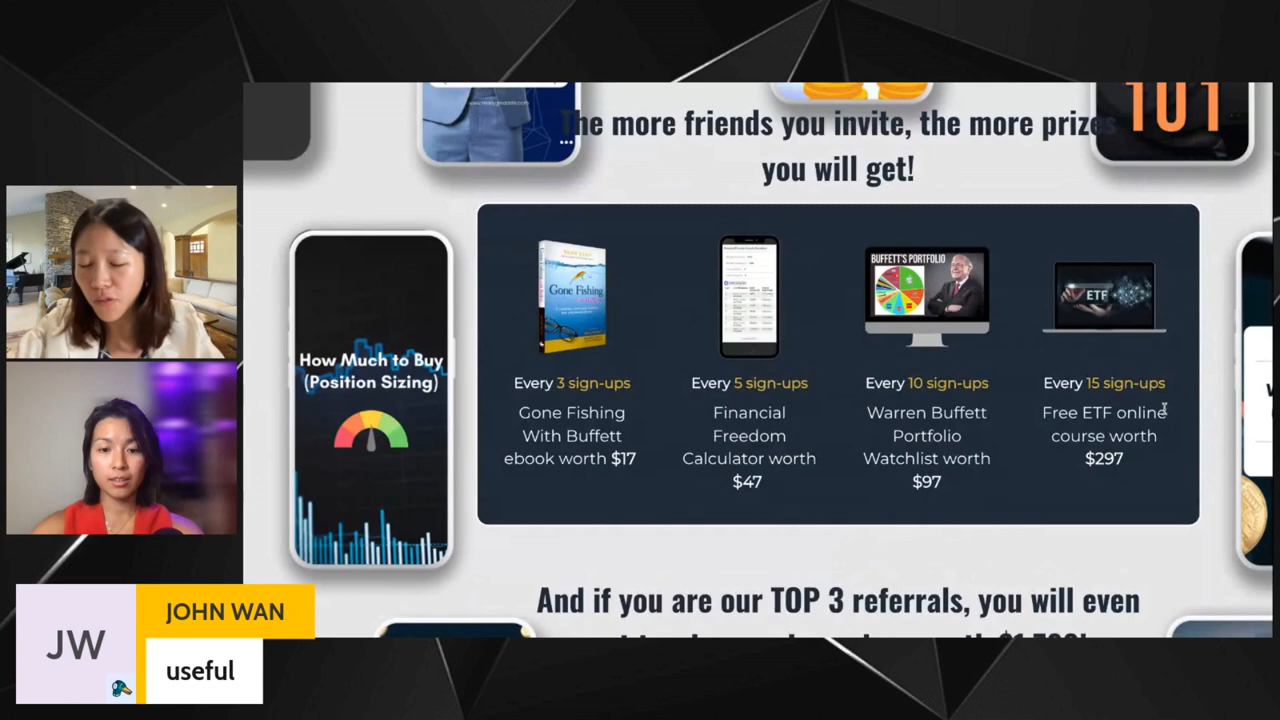 101
The more friends you invite, the more prizes
you will get!
How Much to Buy
(Position Sizing)
Gone Fishing
BUFFETT'S PORTFOLIO
ETF
Every 3 sign-ups
Gone Fishing
With Buffett
ebook worth $17
Every 5 sign-ups
Financial
Freedom
Calculator worth
$47
Every 10 sign-ups
Warren Buffett
Portfolio
Watchlist worth
$97
Every 15 sign-ups
Free ETF online
course worth
$297
And if you are our TOP 3 referrals, you will even
JW
JOHN WAN
useful